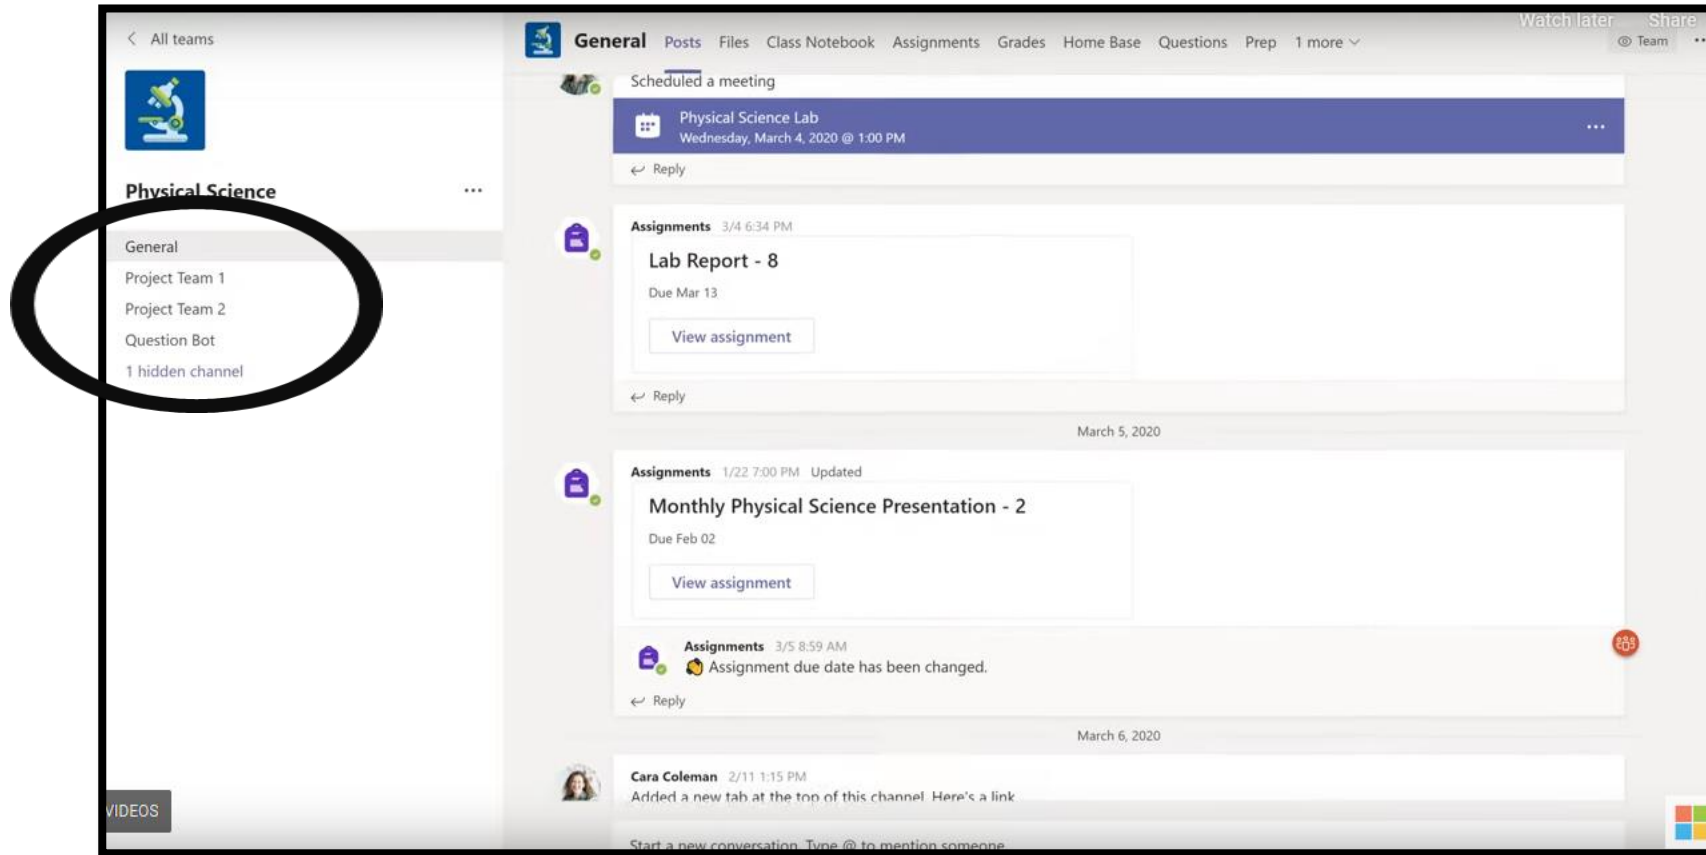 Watch later Share
All teams
General Posts Files Class Notebook Assignments Grades Home Base Questions Prep 1 more
Team
Scheduled a meeting
Physical Science Lab
Wednesday, March 4, 2020 @ 1:00 PM
Reply
Physical Science
General
Project Team 1
Project Team 2
Question Bot
1 hidden channel
Assignments 3/4 6:34 PM
Lab Report - 8
Due Mar 13
View assignment
Reply
March 5, 2020
Assignments 1/22 7:00 PM Updated
Monthly Physical Science Presentation - 2
Due Feb 02
View assignment
Assignments 3/5 8:59 AM
Assignment due date has been changed.
Reply
March 6, 2020
Cara Coleman 2/11 1:15 PM
Added a new tab at the top of this channel. Here's a link
VIDEOS
Start a new conversation. Type @ to mention someone